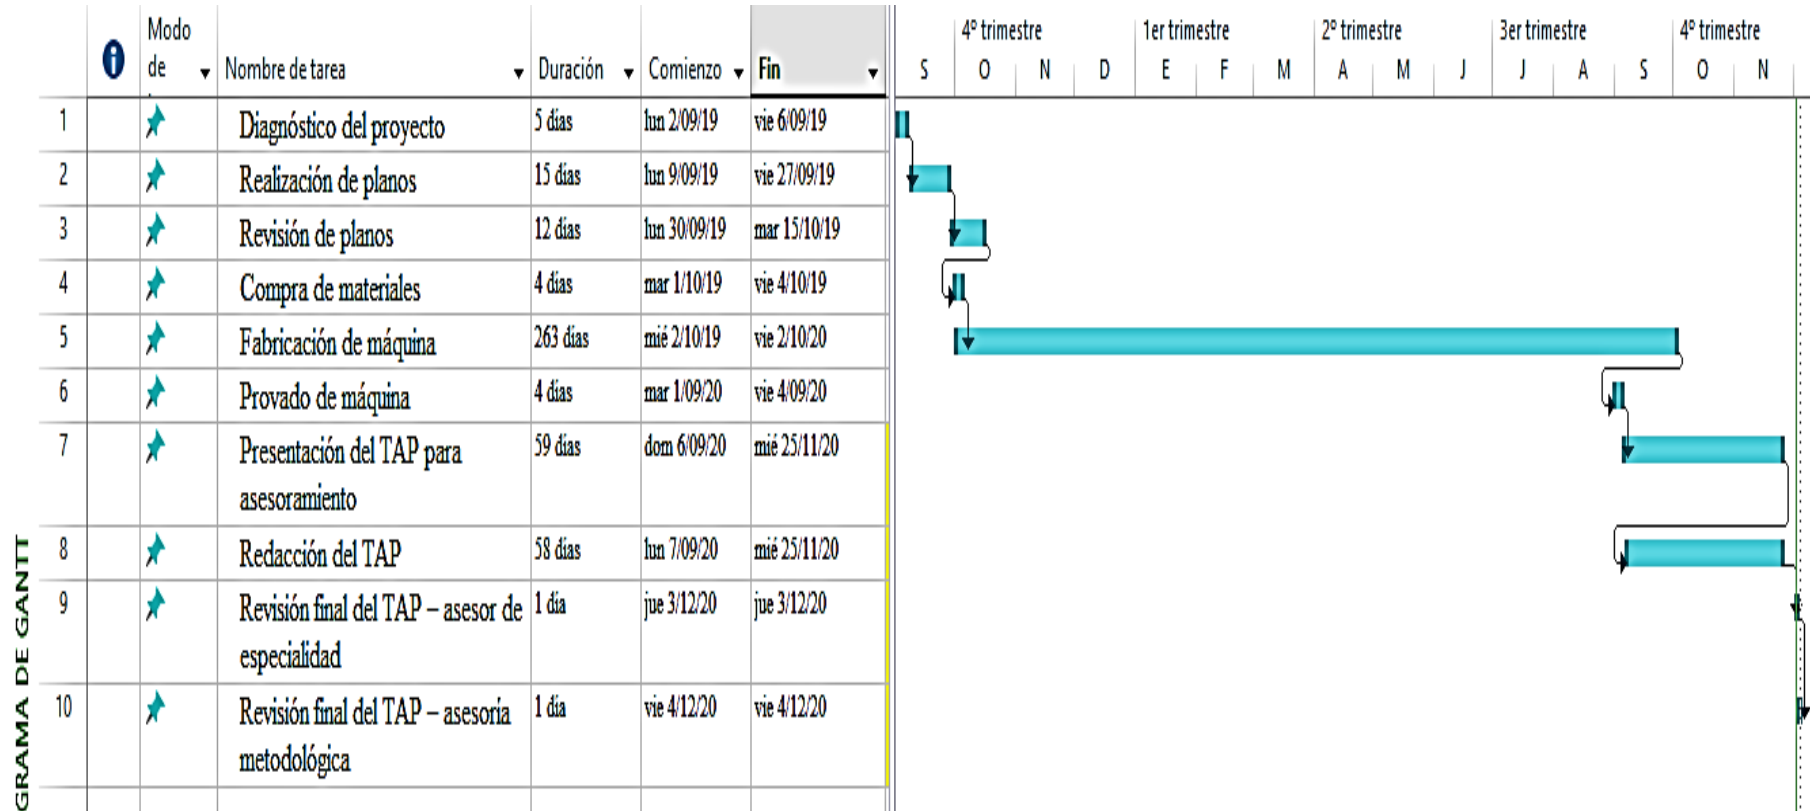 Modo
de
Nombre de tarea
Duración
Comienzo
Fin
4º trimestre
1er trimestre
2º trimestre
3er trimestre
4º trimestre
S O N D E F M A M J J A S O N
1 Diagnóstico del proyecto 5 días lun 2/09/19 vie 6/09/19
2 Realización de planos 15 días lun 9/09/19 vie 27/09/19
3 Revisión de planos 12 días lun 30/09/19 mar 15/10/19
4 Compra de materiales 4 días mar 1/10/19 vie 4/10/19
5 Fabricación de máquina 263 días mié 2/10/19 vie 2/10/20
6 Provado de máquina 4 días mar 1/09/20 vie 4/09/20
7 Presentación del TAP para 59 días dom 6/09/20 mié 25/11/20
asesoramiento
8 Redacción del TAP 58 días lun 7/09/20 mié 25/11/20
9 Revisión final del TAP – asesor de 1 día jue 3/12/20 jue 3/12/20
especialidad
10 Revisión final del TAP – asesoría 1 día vie 4/12/20 vie 4/12/20
metodológica
GRAMA DE GANTT